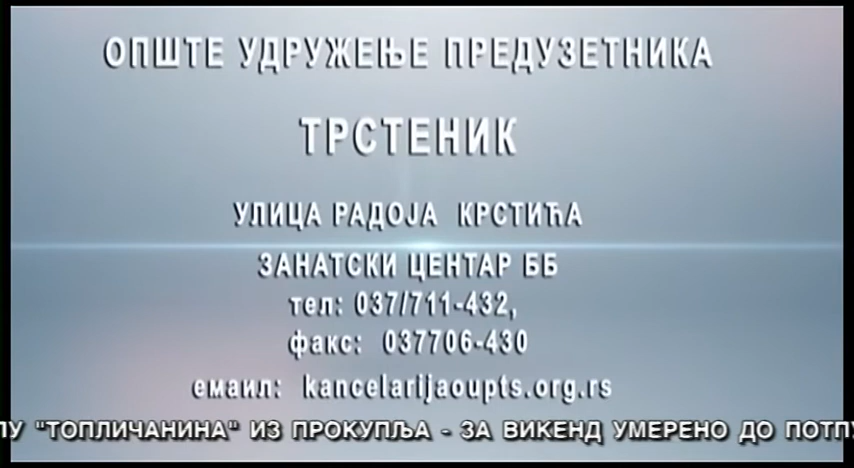 ОПШТЕ УДРУЖЕЊЕ ПРЕДУЗЕТНИКА
ТРСТЕНИК
УЛИЦА РАДОЈА КРСТИЋА
ЗАНАТСКИ ЦЕНТАР ББ
тел: 037/711-432,
факс: 037706-430
емаил: kancelarijaoupts.org.rs
"ТОПЛИЧАНИНА" ИЗ ПРОКУПЉА - ЗА ВИКЕНД УМЕРЕНО ДО